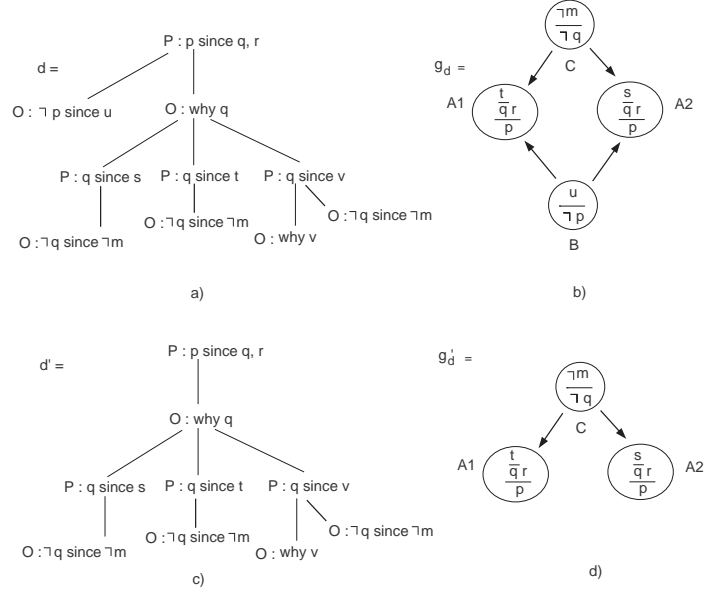 d =
P : p since q, r
O : ¬ p since u
O : why q
P : q since s
P : q since t
P : q since v
O : ¬q since ¬m
O : ¬q since ¬m
O : why v
O : ¬q since ¬m
a)
g_d =
¬m
¬ q
C
A1
t
q r
p
s
q r
p
A2
u
¬ p
B
b)
d' =
P : p since q, r
O : why q
P : q since s
P : q since t
P : q since v
O : ¬q since ¬m
O : ¬q since ¬m
O : why v
O : ¬q since ¬m
c)
g_d' =
¬m
¬ q
C
A1
t
q r
p
s
q r
p
A2
d)